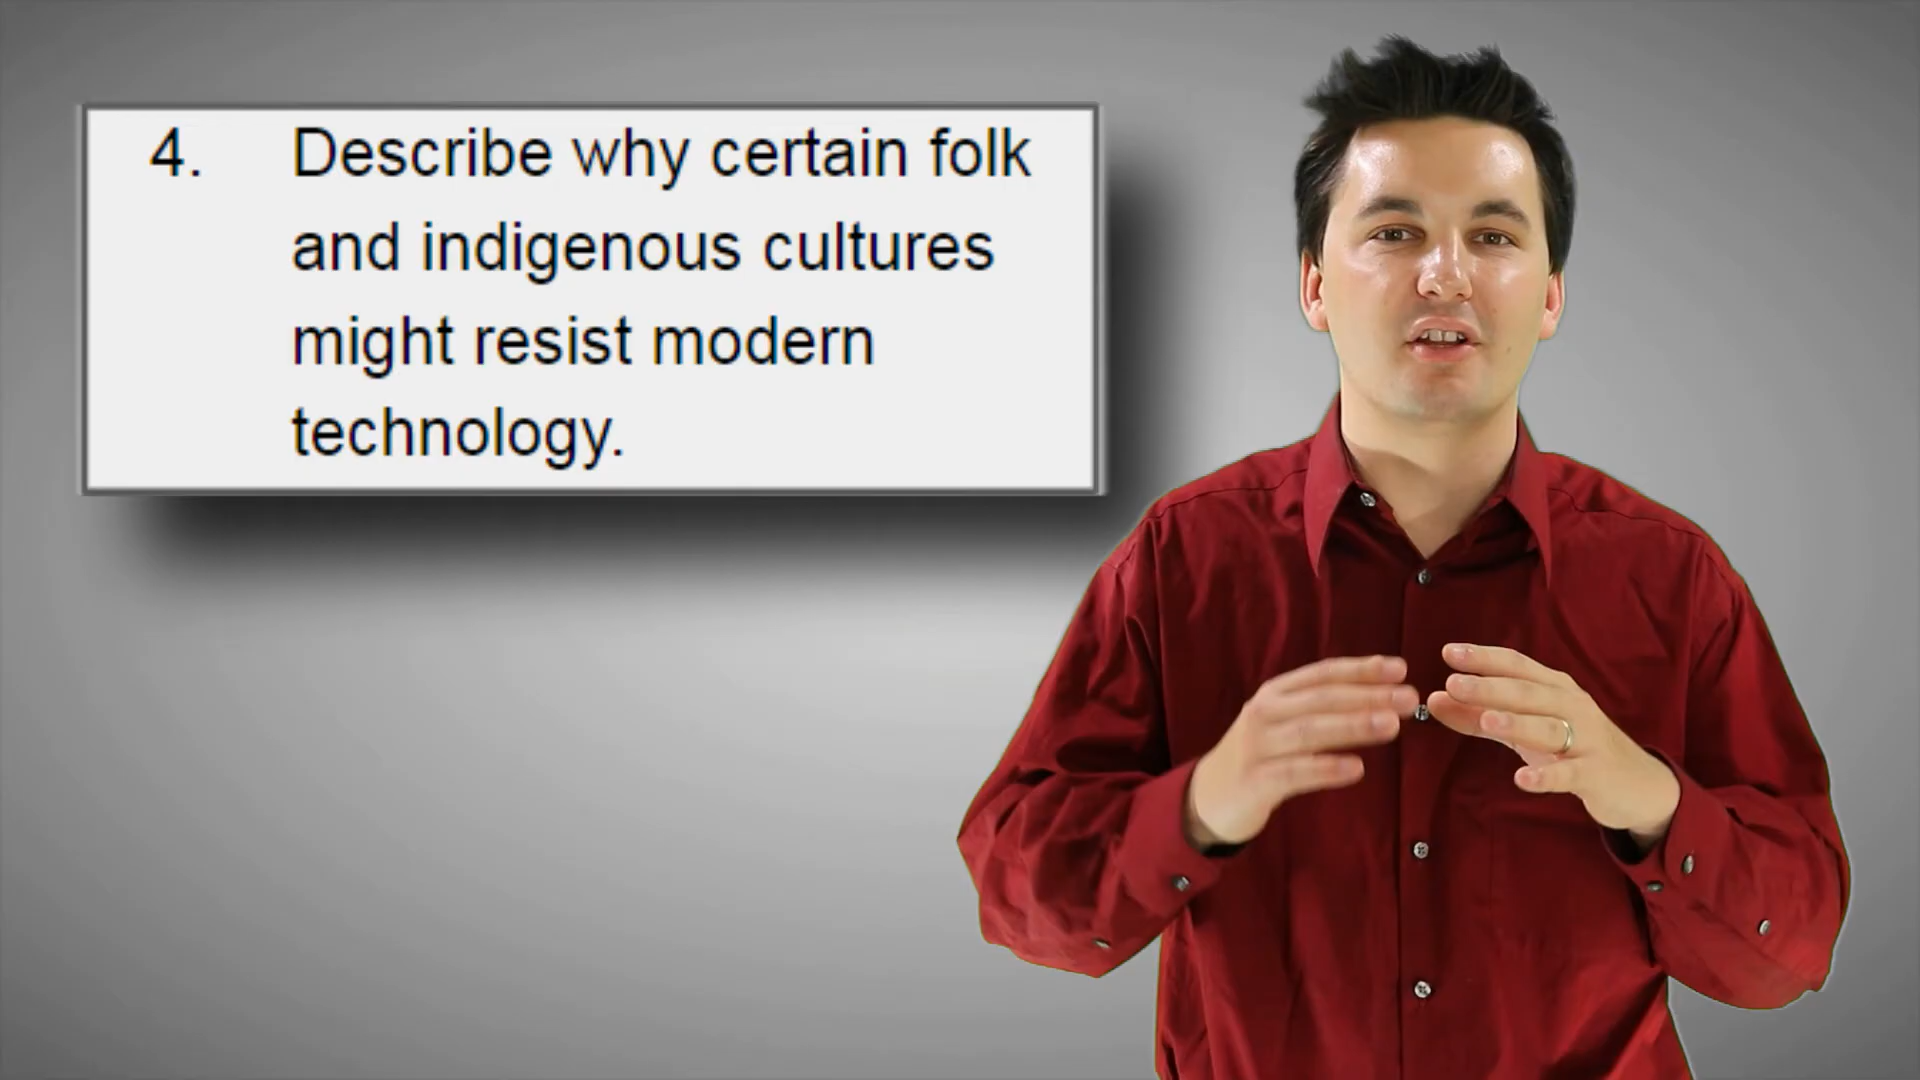 4. Describe why certain folk
and indigenous cultures
might resist modern
technology.